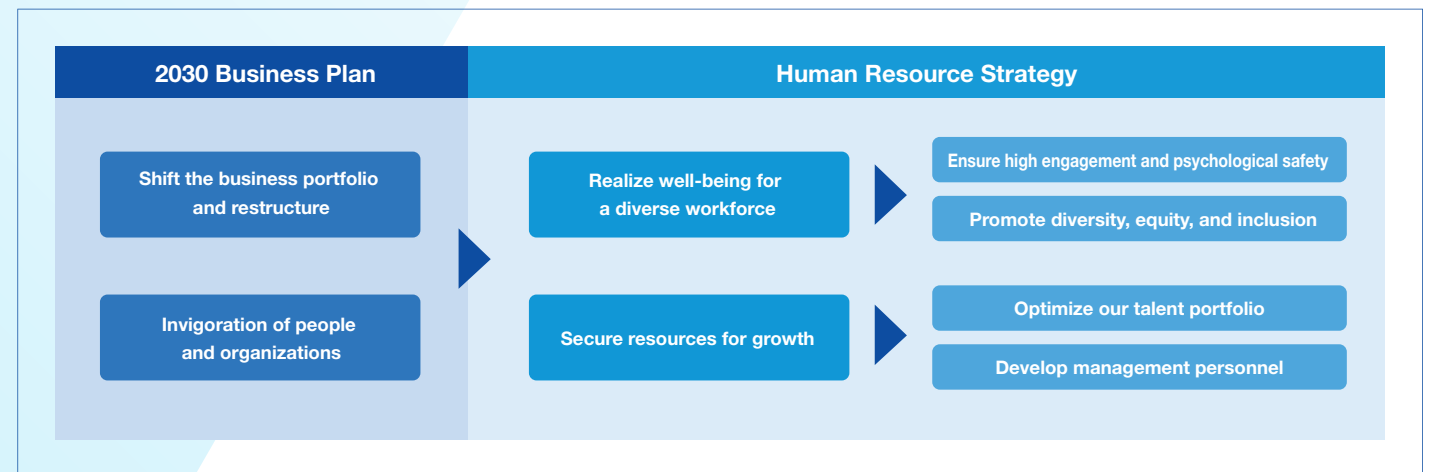 2030 Business Plan
Human Resource Strategy
Shift the business portfolio
and restructure
Invigoration of people
and organizations
Realize well-being for
a diverse workforce
Ensure high engagement and psychological safety
Promote diversity, equity, and inclusion
Secure resources for growth
Optimize our talent portfolio
Develop management personnel